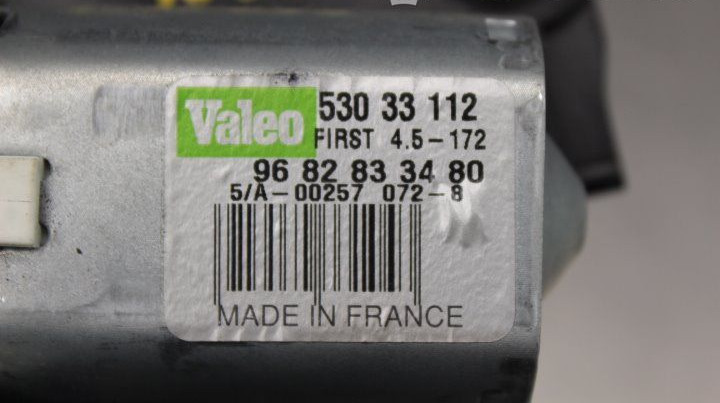 Valeo 530 33 112
FIRST 4.5-172
96 82 83 34 80
5/A-00257 072-8
MADE IN FRANCE